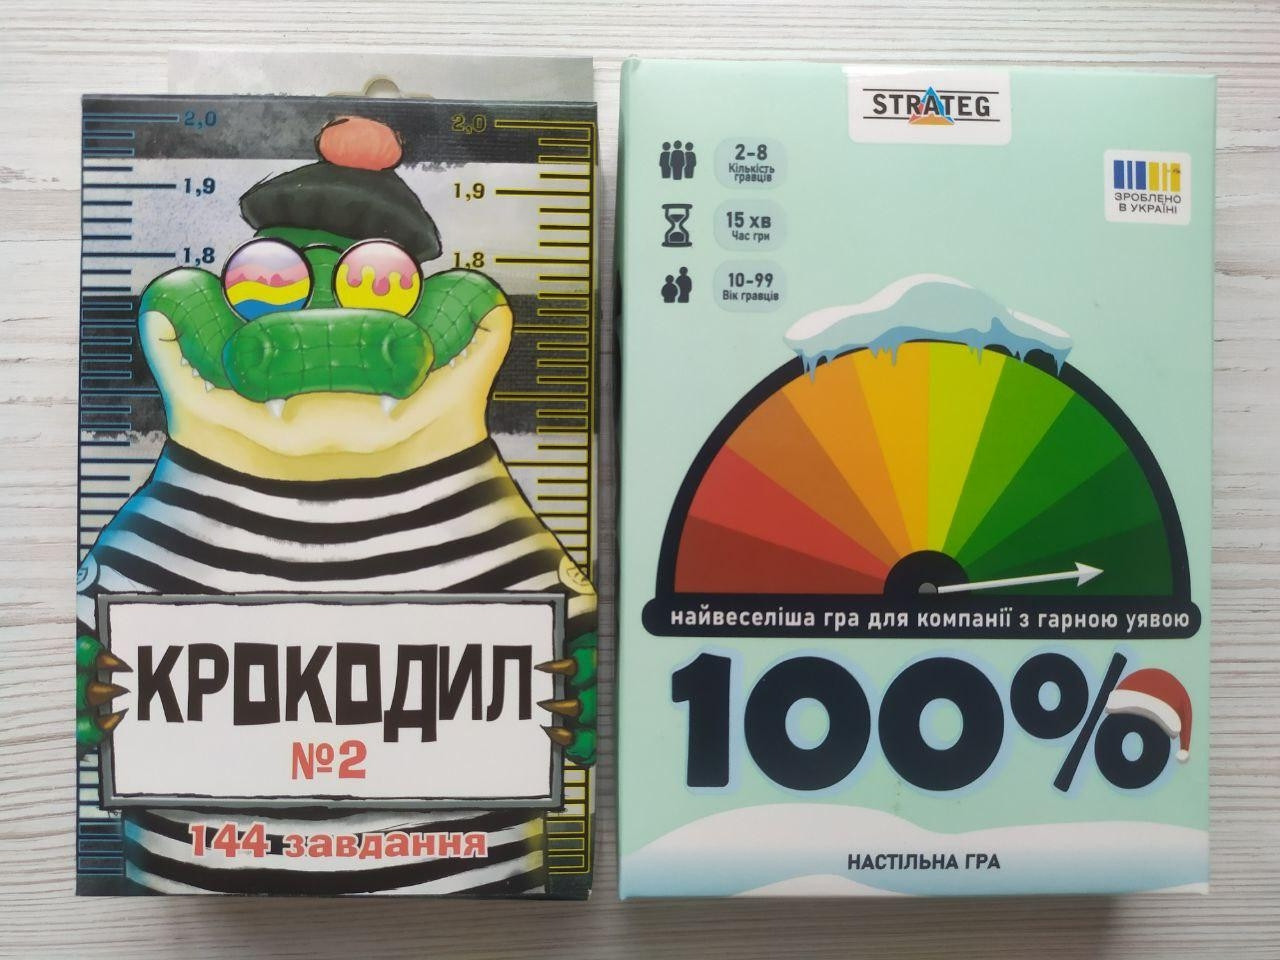 2,0
2,0
1,9
1,9
1,8
1,8
КРОКОДИЛ
№2
144 завдання
STRATEG
2-8
Кількість
гравців
15 хв
Час гри
10-99
Вік гравців
ЗРОБЛЕНО
В УКРАЇНІ
найвеселіша гра для компанії з гарною уявою
100%
НАСТІЛЬНА ГРА